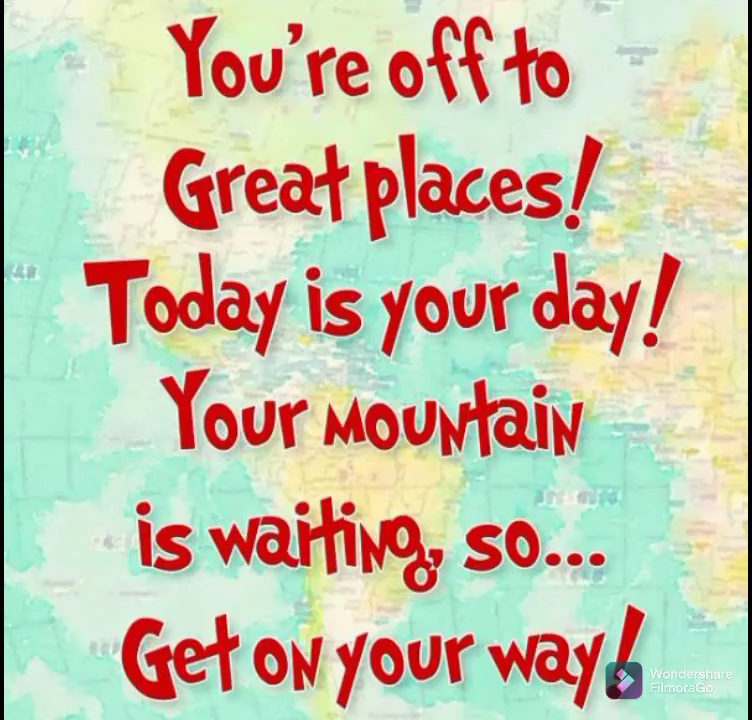 You're off to
Great places!
Today is your day!
Your mountain
is waiting, so...
Get on your way!
Wondershare
FilmoraGo